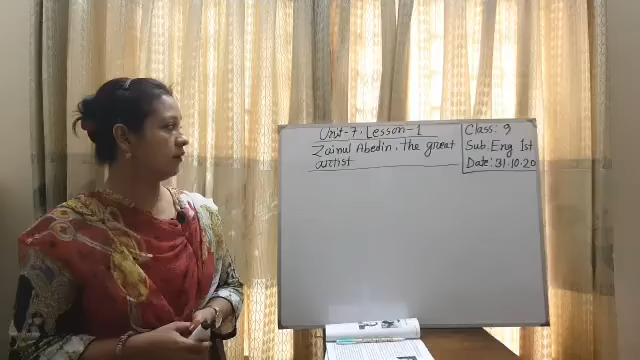 Unit-7, Lesson-1
Zainul Abedin, The great
artist
Class: 9
Sub: Eng 1st
Date: 31.10.20